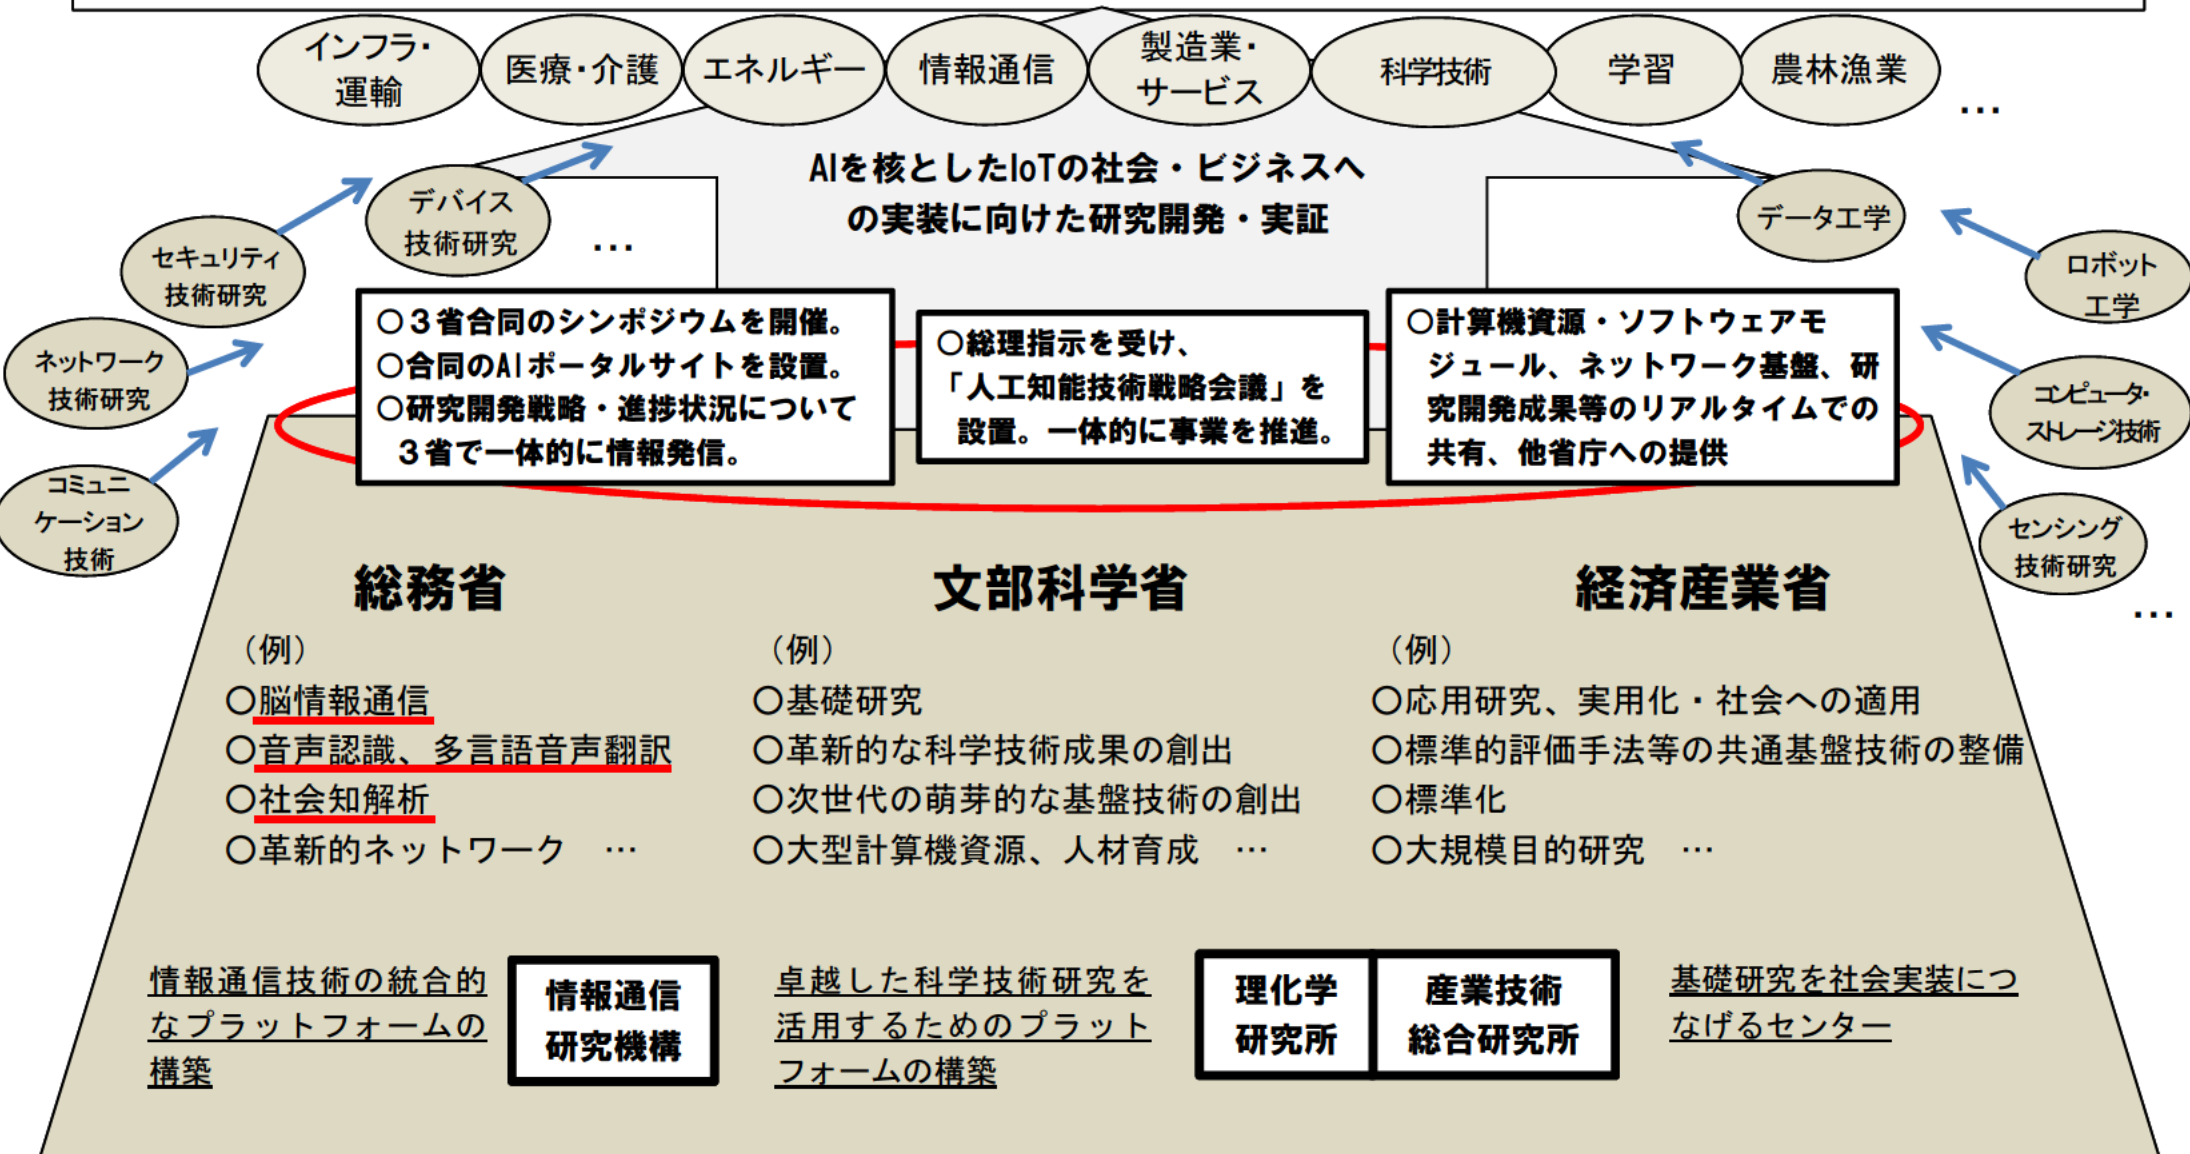 インフラ・
運輸
医療・介護
エネルギー
情報通信
製造業・
サービス
科学技術
学習
農林漁業
…
AIを核としたIoTの社会・ビジネスへ
の実装に向けた研究開発・実証
デバイス
技術研究
…
セキュリティ
技術研究
ネットワーク
技術研究
コミュニ
ケーション
技術
データ工学
ロボット
工学
コンピュータ・
ストレージ技術
センシング
技術研究
…
〇３省合同のシンポジウムを開催。
〇合同のAIポータルサイトを設置。
〇研究開発戦略・進捗状況について
３省で一体的に情報発信。
〇総理指示を受け、
「人工知能技術戦略会議」を
設置。一体的に事業を推進。
〇計算機資源・ソフトウェアモ
ジュール、ネットワーク基盤、研
究開発成果等のリアルタイムでの
共有、他省庁への提供
総務省
（例）
〇脳情報通信
〇音声認識、多言語音声翻訳
〇社会知解析
〇革新的ネットワーク　…
文部科学省
（例）
〇基礎研究
〇革新的な科学技術成果の創出
〇次世代の萌芽的な基盤技術の創出
〇大型計算機資源、人材育成　…
経済産業省
（例）
〇応用研究、実用化・社会への適用
〇標準的評価手法等の共通基盤技術の整備
〇標準化
〇大規模目的研究　…
情報通信技術の統合的
なプラットフォームの
構築
情報通信
研究機構
卓越した科学技術研究を
活用するためのプラット
フォームの構築
理化学
研究所
産業技術
総合研究所
基礎研究を社会実装につ
なげるセンター